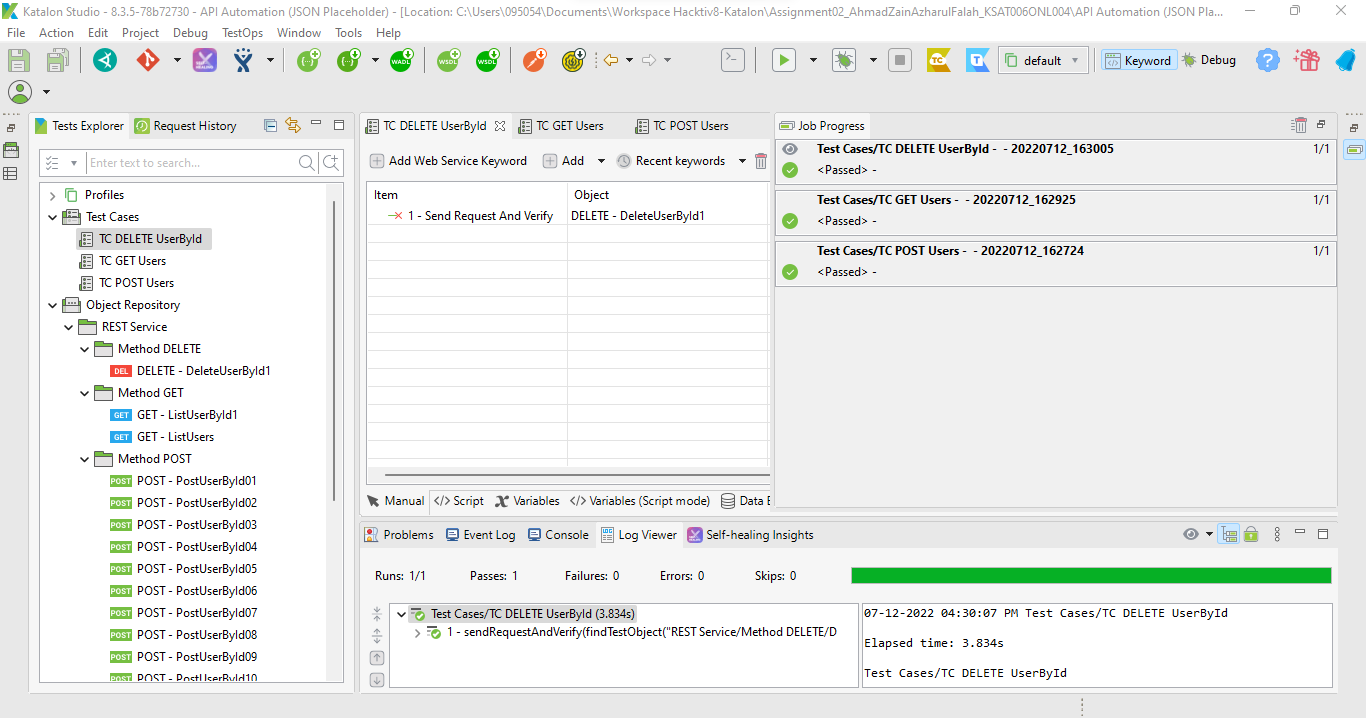 Katalon Studio - 8.3.5-78b72730 - API Automation (JSON Placeholder) - [Location: C:\Users\095054\Documents\Workspace Hacktiv8-Katalon\Assignment02_AhmadZainAzharulFalah_KSAT006ONL004\API Automation (JSON Pla...
File Action Edit Project Debug TestOps Window Tools Help
WADL WSDL WSDL TC T default Keyword Debug
Tests Explorer Request History
TC DELETE UserById TC GET Users TC POST Users
Job Progress
Enter text to search...
Add Web Service Keyword Add Recent keywords
Item Object
1 - Send Request And Verify DELETE - DeleteUserById1
Test Cases/TC DELETE UserById - - 20220712_163005 1/1
<Passed> -
Test Cases/TC GET Users - - 20220712_162925 1/1
<Passed> -
Test Cases/TC POST Users - - 20220712_162724 1/1
<Passed> -
Profiles
Test Cases
TC DELETE UserById
TC GET Users
TC POST Users
Object Repository
REST Service
Method DELETE
DEL DELETE - DeleteUserById1
Method GET
GET GET - ListUserById1
GET GET - ListUsers
Method POST
POST POST - PostUserById01
POST POST - PostUserById02
POST POST - PostUserById03
POST POST - PostUserById04
POST POST - PostUserById05
POST POST - PostUserById06
POST POST - PostUserById07
POST POST - PostUserById08
POST POST - PostUserById09
POST POST - PostUserById10
Manual </> Script Variables </> Variables (Script mode) Data
Problems Event Log Console Log Viewer Self-healing Insights
Runs: 1/1 Passes: 1 Failures: 0 Errors: 0 Skips: 0
Test Cases/TC DELETE UserById (3.834s)
1 - sendRequestAndVerify(findTestObject("REST Service/Method DELETE/D
07-12-2022 04:30:07 PM Test Cases/TC DELETE UserById
Elapsed time: 3.834s
Test Cases/TC DELETE UserById